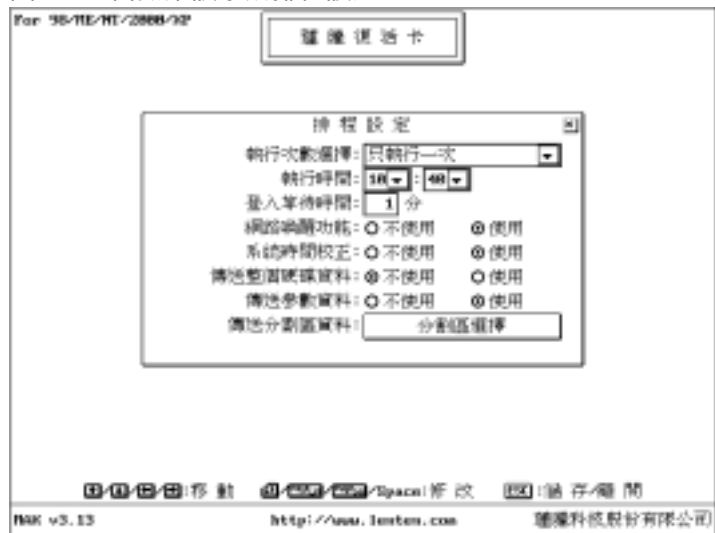 For 98/ME/NT/2000/XP
復活卡
排程設定
執行次數選擇: 只執行一次
執行時間: 10 : 40
登入等待時間: 1 分
網路喚醒功能: 不使用 使用
系統時間校正: 不使用 使用
傳送整個硬碟資料: 不使用 使用
傳送參數資料: 不使用 使用
傳送分割區資料: 分割區選擇
:移動 /Space:修改 ESC:儲存/離開
MAK v3.13 http://www.lenten.com 科技股份有限公司